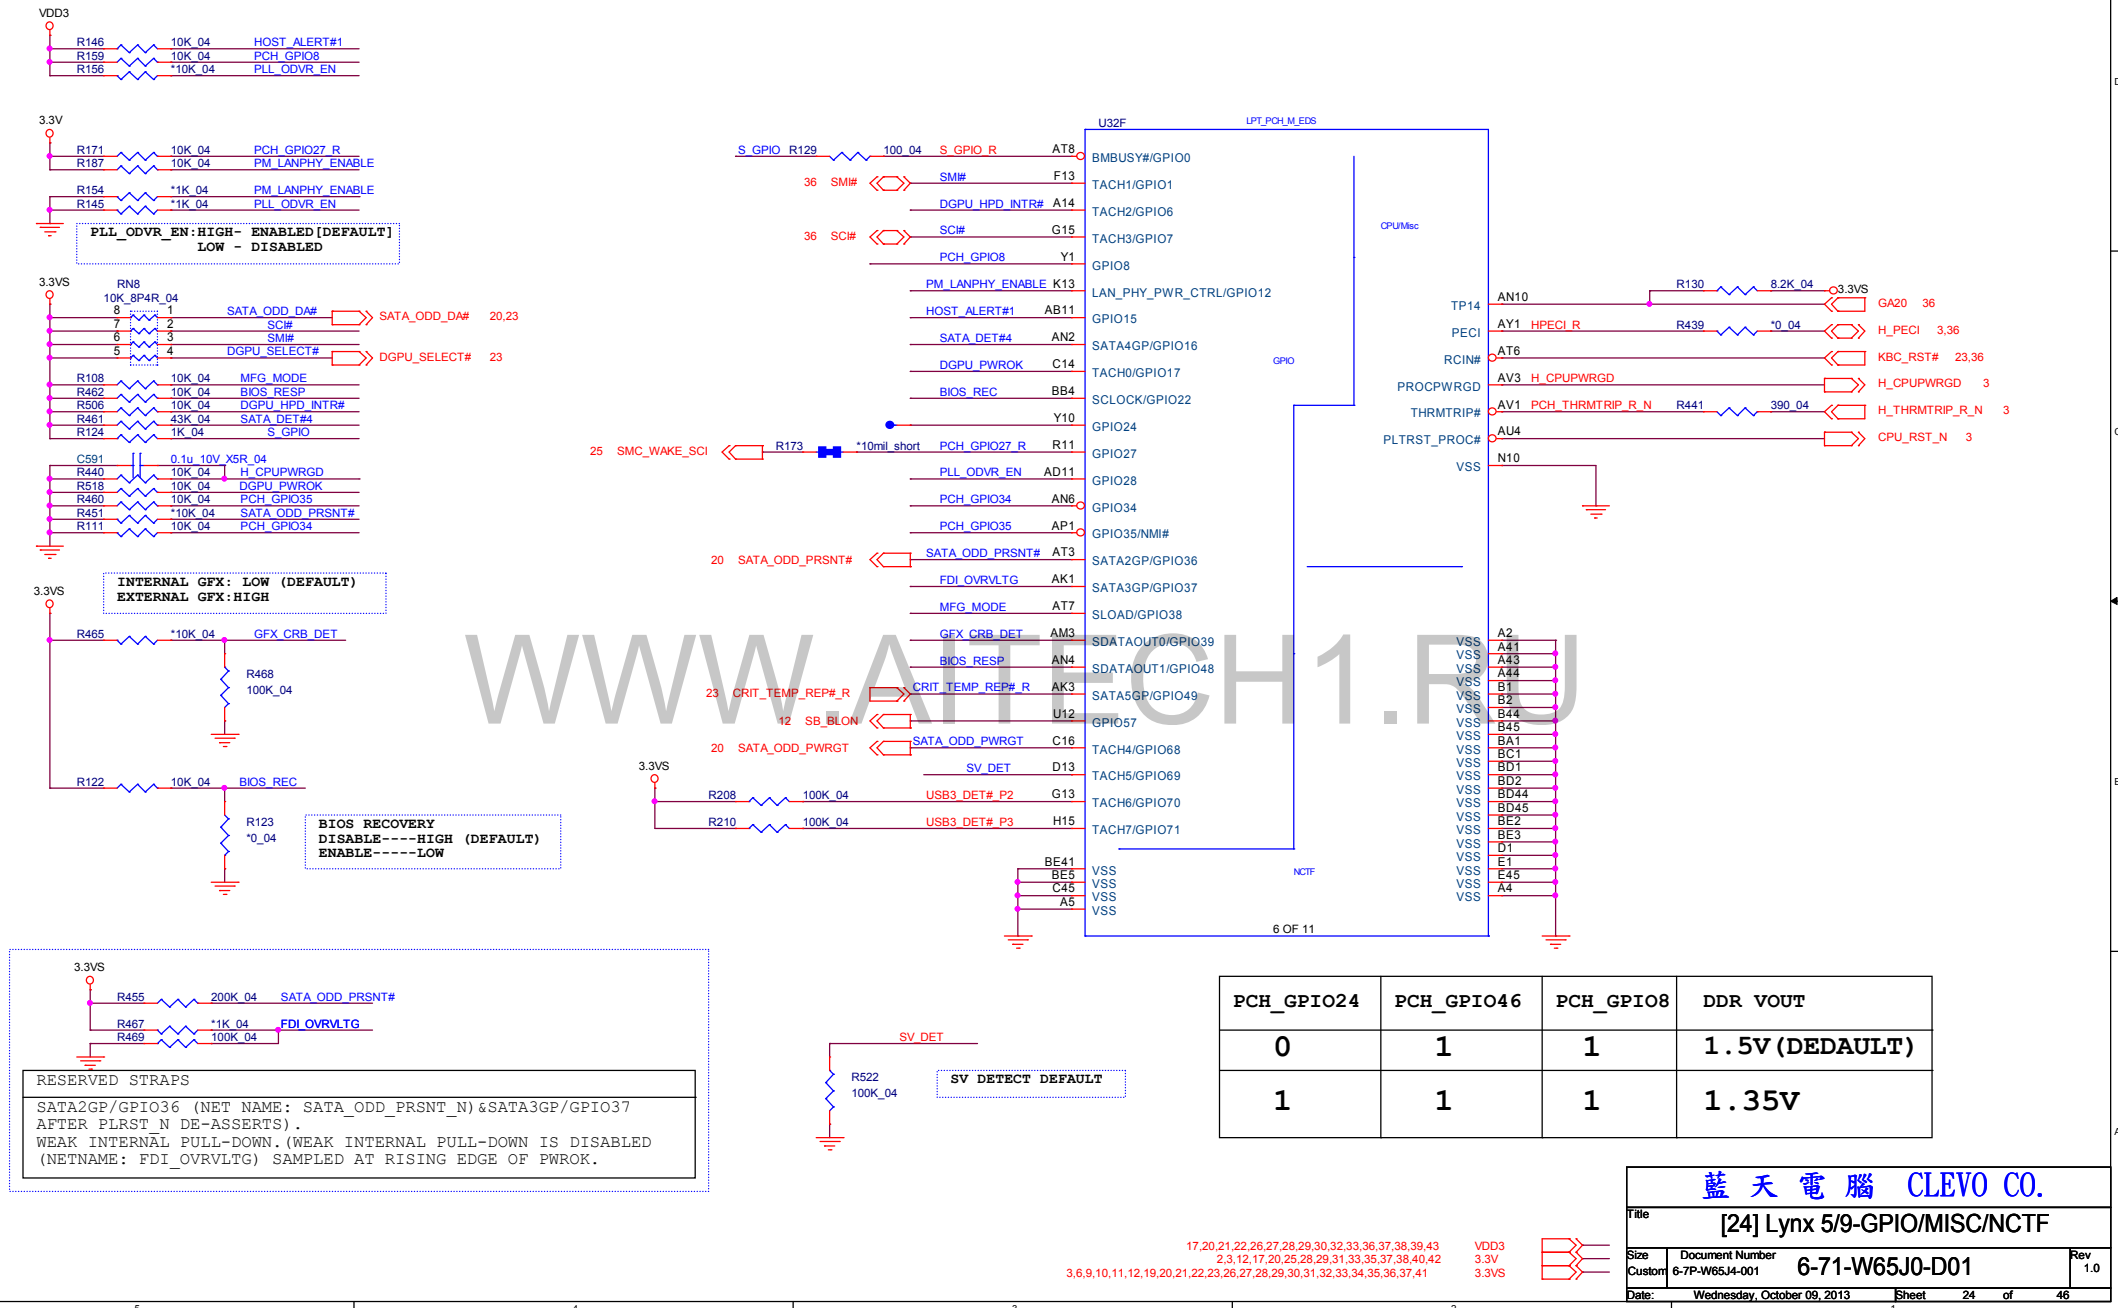 VDD3
R146 10K_04 HOST_ALERT#1
R159 10K_04 PCH_GPIO8
R156 *10K_04 PLL_ODVR_EN
3.3V
R171 10K_04 PCH_GPIO27_R
R187 10K_04 PM_LANPHY_ENABLE
R154 *1K_04 PM_LANPHY_ENABLE
R145 *1K_04 PLL_ODVR_EN
PLL_ODVR_EN:HIGH- ENABLED[DEFAULT]
LOW - DISABLED
3.3VS
RN8
10K_8P4R_04
8 1 SATA_ODD_DA# SATA_ODD_DA# 20,23
7 2 SCI#
6 3 SMI#
5 4 DGPU_SELECT# DGPU_SELECT# 23
R108 10K_04 MFG_MODE
R462 10K_04 BIOS_RESP
R506 10K_04 DGPU_HPD_INTR#
R461 43K_04 SATA_DET#4
R124 1K_04 S_GPIO
C591 0.1u_10V_X5R_04
R440 10K_04 H_CPUPWRGD
R518 10K_04 DGPU_PWROK
R460 10K_04 PCH_GPIO35
R451 *10K_04 SATA_ODD_PRSNT#
R111 10K_04 PCH_GPIO34
INTERNAL GFX: LOW (DEFAULT)
EXTERNAL GFX:HIGH
3.3VS
R465 *10K_04 GFX_CRB_DET
R468
100K_04
R122 10K_04 BIOS_REC
R123
*0_04
BIOS RECOVERY
DISABLE----HIGH (DEFAULT)
ENABLE-----LOW
U32F LPT_PCH_M_EDS
S_GPIO R129 100_04 S_GPIO_R AT8 BMBUSY#/GPIO0
36 SMI# SMI# F13 TACH1/GPIO1
DGPU_HPD_INTR# A14 TACH2/GPIO6
36 SCI# SCI# G15 TACH3/GPIO7
PCH_GPIO8 Y1 GPIO8
PM_LANPHY_ENABLE K13 LAN_PHY_PWR_CTRL/GPIO12
HOST_ALERT#1 AB11 GPIO15
SATA_DET#4 AN2 SATA4GP/GPIO16
DGPU_PWROK C14 TACH0/GPIO17
BIOS_REC BB4 SCLOCK/GPIO22
Y10 GPIO24
25 SMC_WAKE_SCI R173 *10mil_short PCH_GPIO27_R R11 GPIO27
PLL_ODVR_EN AD11 GPIO28
PCH_GPIO34 AN6 GPIO34
PCH_GPIO35 AP1 GPIO35/NMI#
20 SATA_ODD_PRSNT# SATA_ODD_PRSNT# AT3 SATA2GP/GPIO36
FDI_OVRVLTG AK1 SATA3GP/GPIO37
MFG_MODE AT7 SLOAD/GPIO38
GFX_CRB_DET AM3 SDATAOUT0/GPIO39
BIOS_RESP AN4 SDATAOUT1/GPIO48
23 CRIT_TEMP_REP#_R CRIT_TEMP_REP#_R AK3 SATA5GP/GPIO49
12 SB_BLON U12 GPIO57
20 SATA_ODD_PWRGT SATA_ODD_PWRGT C16 TACH4/GPIO68
SV_DET D13 TACH5/GPIO69
3.3VS
R208 100K_04 USB3_DET#_P2 G13 TACH6/GPIO70
R210 100K_04 USB3_DET#_P3 H15 TACH7/GPIO71
BE41 VSS
BE5 VSS
C45 VSS
A5 VSS
CPU/Misc
GPIO
NCTF
6 OF 11
R130 8.2K_04 3.3VS
TP14 AN10 GA20 36
PECI AY1 HPECI_R R439 *0_04 H_PECI 3,36
RCIN# AT6 KBC_RST# 23,36
PROCPWRGD AV3 H_CPUPWRGD H_CPUPWRGD 3
THRMTRIP# AV1 PCH_THRMTRIP_R_N R441 390_04 H_THRMTRIP_R_N 3
PLTRST_PROC# AU4 CPU_RST_N 3
VSS N10
VSS A2
VSS A41
VSS A43
VSS A44
VSS B1
VSS B2
VSS B44
VSS B45
VSS BA1
VSS BC1
VSS BD1
VSS BD2
VSS BD44
VSS BD45
VSS BE2
VSS BE3
VSS D1
VSS E1
VSS E45
VSS A4
WWW.AITECH1.RU
3.3VS
R455 200K_04 SATA_ODD_PRSNT#
R467 *1K_04 FDI_OVRVLTG
R469 100K_04
RESERVED STRAPS
SATA2GP/GPIO36 (NET NAME: SATA_ODD_PRSNT_N)&SATA3GP/GPIO37
AFTER PLRST_N DE-ASSERTS).
WEAK INTERNAL PULL-DOWN.(WEAK INTERNAL PULL-DOWN IS DISABLED
(NETNAME: FDI_OVRVLTG) SAMPLED AT RISING EDGE OF PWROK.
SV_DET
R522
100K_04
SV DETECT DEFAULT
PCH_GPIO24 PCH_GPIO46 PCH_GPIO8 DDR VOUT
0 1 1 1.5V(DEDAULT)
1 1 1 1.35V
17,20,21,22,26,27,28,29,30,32,33,36,37,38,39,43 VDD3
2,3,12,17,20,25,28,29,31,33,35,37,38,40,42 3.3V
3,6,9,10,11,12,19,20,21,22,23,26,27,28,29,30,31,32,33,34,35,36,37,41 3.3VS
藍天電腦 CLEVO CO.
Title [24] Lynx 5/9-GPIO/MISC/NCTF
Size Document Number Rev
Custom 6-7P-W65J4-001 6-71-W65J0-D01 1.0
Date: Wednesday, October 09, 2013 Sheet 24 of 46